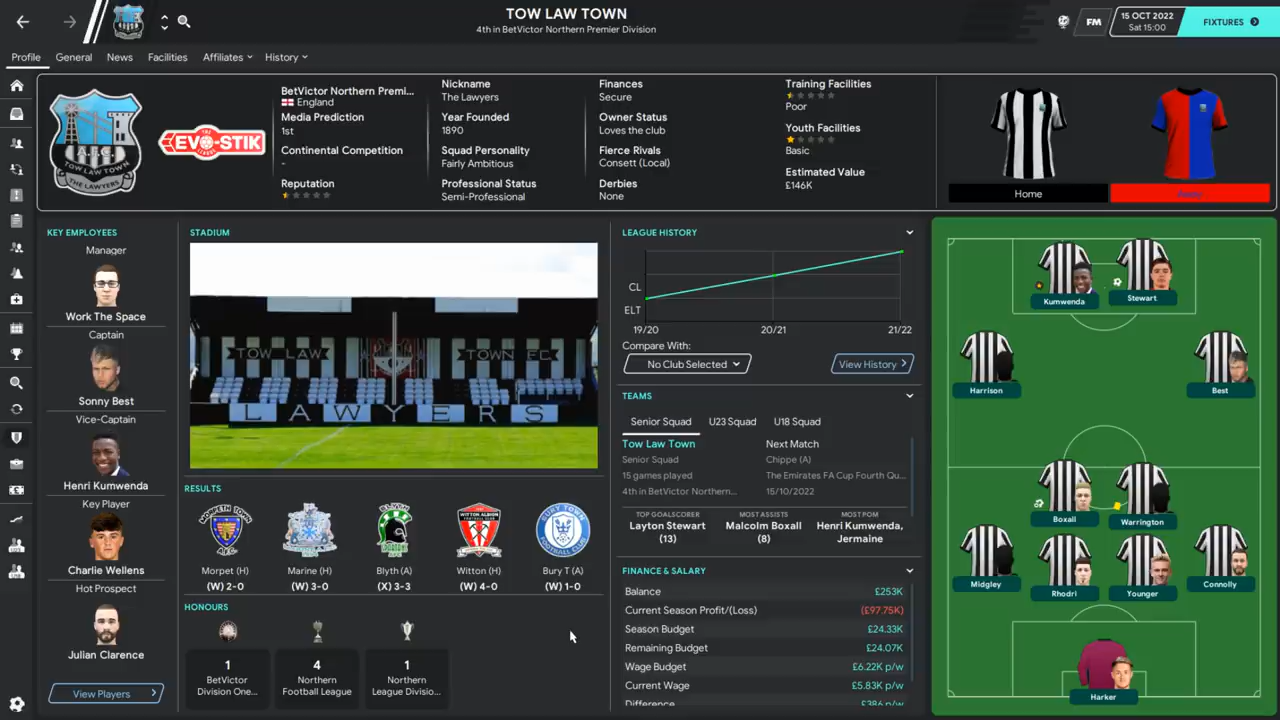 TOW LAW TOWN
4th in BetVictor Northern Premier Division
FM
15 OCT 2022
Sat 15:00
FIXTURES
Profile
General
News
Facilities
Affiliates
History
TOW LAW TOWN
THE LAWYERS
EVO-STIK
BetVictor Northern Premi...
England
Media Prediction
1st
Continental Competition
-
Reputation
Nickname
The Lawyers
Year Founded
1890
Squad Personality
Fairly Ambitious
Professional Status
Semi-Professional
Finances
Secure
Owner Status
Loves the club
Fierce Rivals
Consett (Local)
Derbies
None
Training Facilities
Poor
Youth Facilities
Basic
Estimated Value
£146K
Home
Away
KEY EMPLOYEES
Manager
Work The Space
Captain
Sonny Best
Vice-Captain
Henri Kumwenda
Key Player
Charlie Wellens
Hot Prospect
Julian Clarence
View Players
STADIUM
TOW LAW
TOWN FC
LAWYERS
RESULTS
Morpet (H)
(W) 2-0
Marine (H)
(W) 3-0
Blyth (A)
(X) 3-3
Witton (H)
(W) 4-0
Bury T (A)
(W) 1-0
HONOURS
1
BetVictor
Division One...
4
Northern
Football League
1
Northern
League Divisio...
LEAGUE HISTORY
CL
ELT
19/20
20/21
21/22
Compare With:
No Club Selected
View History
TEAMS
Senior Squad
U23 Squad
U18 Squad
Tow Law Town
Senior Squad
15 games played
4th in BetVictor Northern...
Next Match
Chippe (A)
The Emirates FA Cup Fourth Qu...
15/10/2022
TOP GOALSCORER
Layton Stewart
(13)
MOST ASSISTS
Malcolm Boxall
(8)
MOST POM
Henri Kumwenda,
Jermaine
FINANCE & SALARY
Balance
£253K
Current Season Profit/(Loss)
(£97.75K)
Season Budget
£24.33K
Remaining Budget
£24.07K
Wage Budget
£6.22K p/w
Current Wage
£5.83K p/w
Difference
£386 p/w
Kumwenda
Stewart
Harrison
Best
Boxall
Warrington
Midgley
Rhodri
Younger
Connolly
Harker